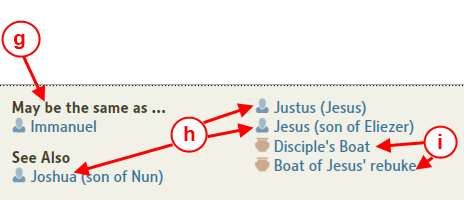 g
May be the same as ...
Immanuel
See Also
Joshua (son of Nun)
h
Justus (Jesus)
Jesus (son of Eliezer)
Disciple's Boat
Boat of Jesus' rebuke
i